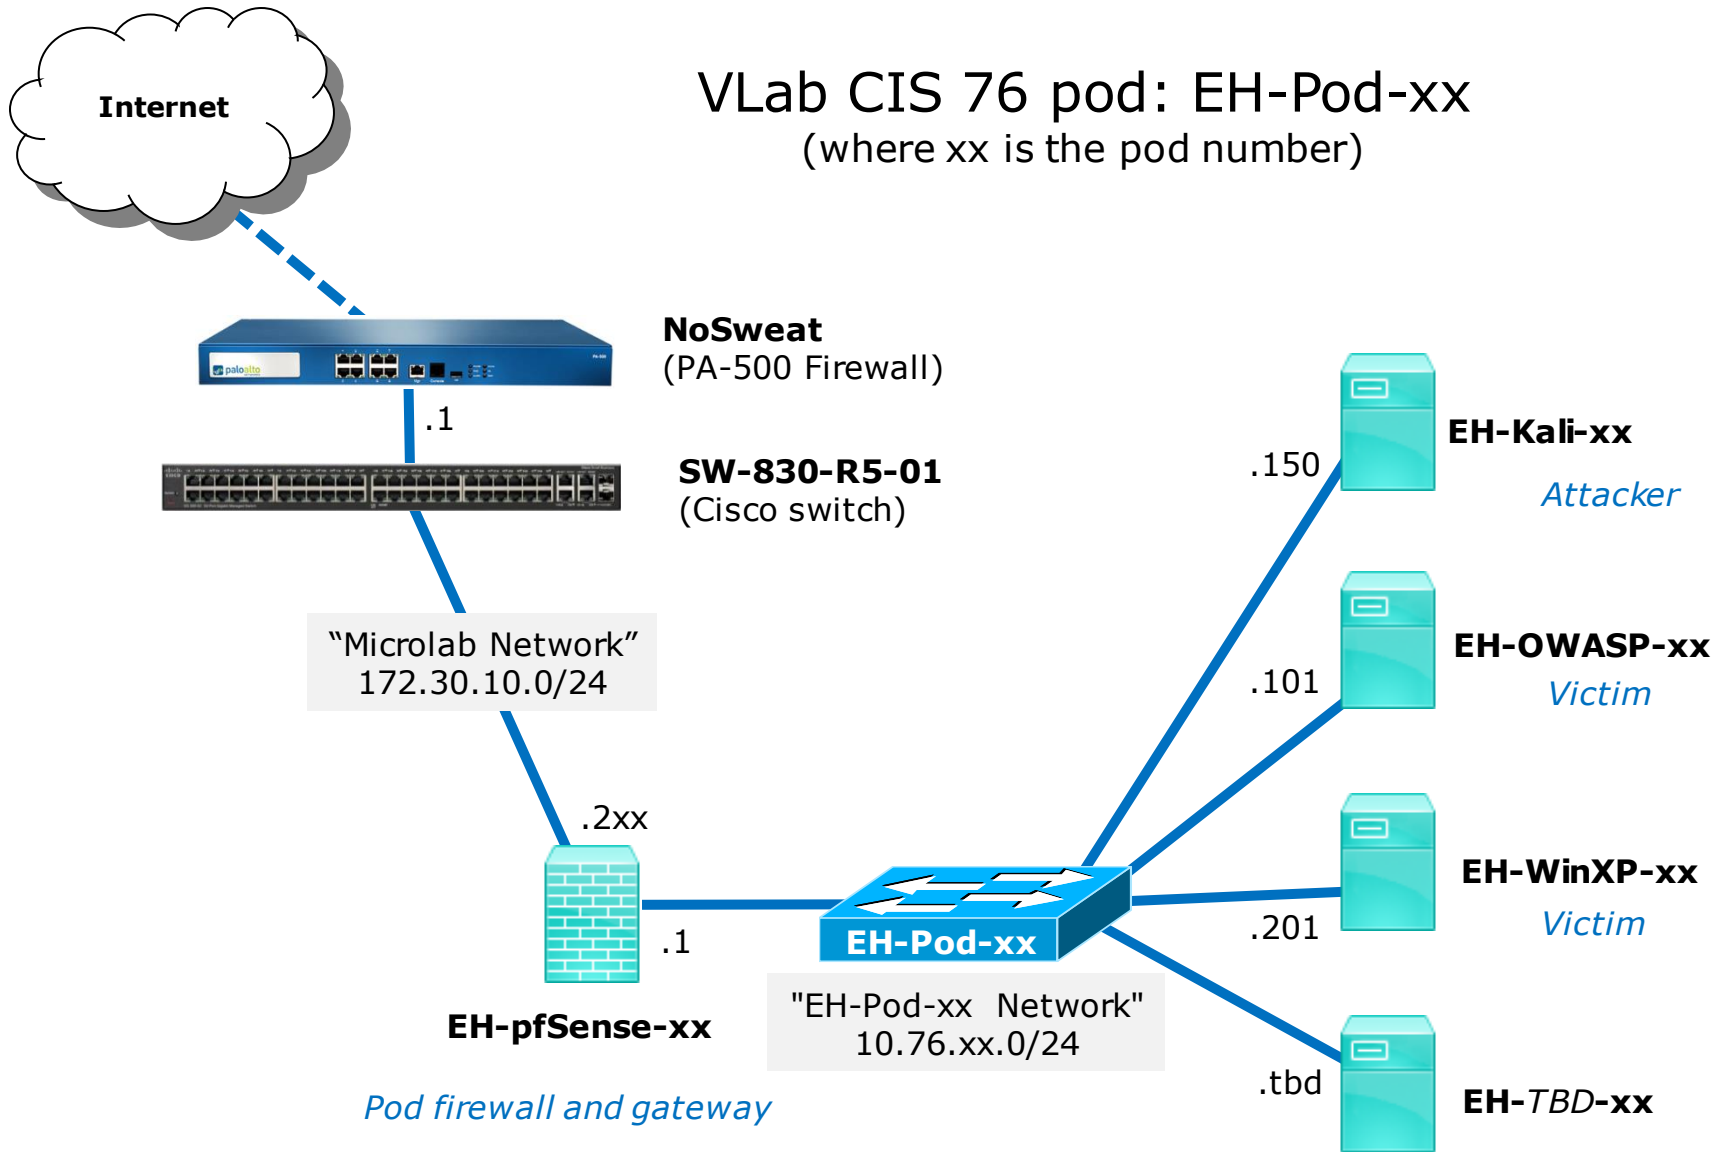 VLab CIS 76 pod: EH-Pod-xx
(where xx is the pod number)
Internet
NoSweat
(PA-500 Firewall)
paloalto
PA-500
.1
SW-830-R5-01
(Cisco switch)
“Microlab Network”
172.30.10.0/24
.2xx
.1
EH-pfSense-xx
Pod firewall and gateway
EH-Pod-xx
"EH-Pod-xx Network"
10.76.xx.0/24
.150
EH-Kali-xx
Attacker
.101
EH-OWASP-xx
Victim
.201
EH-WinXP-xx
Victim
.tbd
EH-TBD-xx